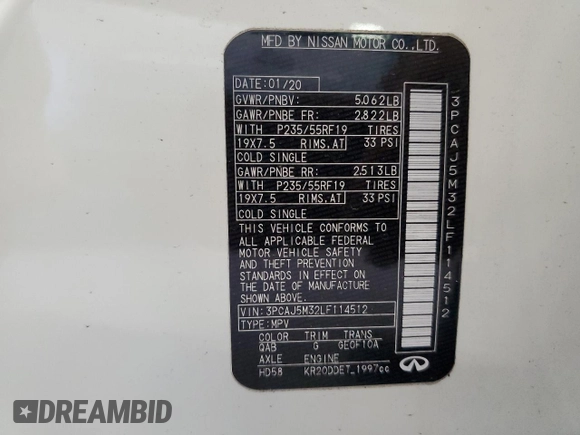 MFD BY NISSAN MOTOR CO.,LTD.
DATE:01/20
GVWR/PNBV: 5,062LB
GAWR/PNBE FR: 2,822LB
WITH P235/55RF19 TIRES
19X7.5 RIMS,AT 33 PSI
COLD SINGLE
GAWR/PNBE RR: 2,513LB
WITH P235/55RF19 TIRES
19X7.5 RIMS,AT 33 PSI
COLD SINGLE
THIS VEHICLE CONFORMS TO
ALL APPLICABLE FEDERAL
MOTOR VEHICLE SAFETY
AND THEFT PREVENTION
STANDARDS IN EFFECT ON
THE DATE OF MANUFACTURE
SHOWN ABOVE.
VIN:3PCAJ5M32LF114512
TYPE:MPV
COLOR TRIM TRANS
QAB G GEOF10A
AXLE ENGINE
HD58 KR20DDET_1997cc
3PCAJ5M32LF114512
DREAMBID